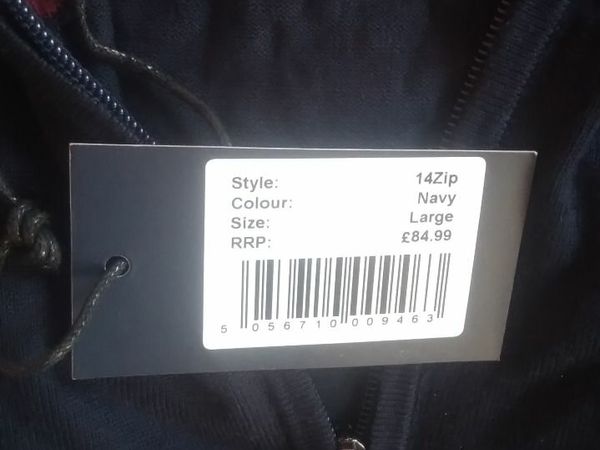 Style: 14Zip
Colour: Navy
Size: Large
RRP: £84.99
5 056710 009463